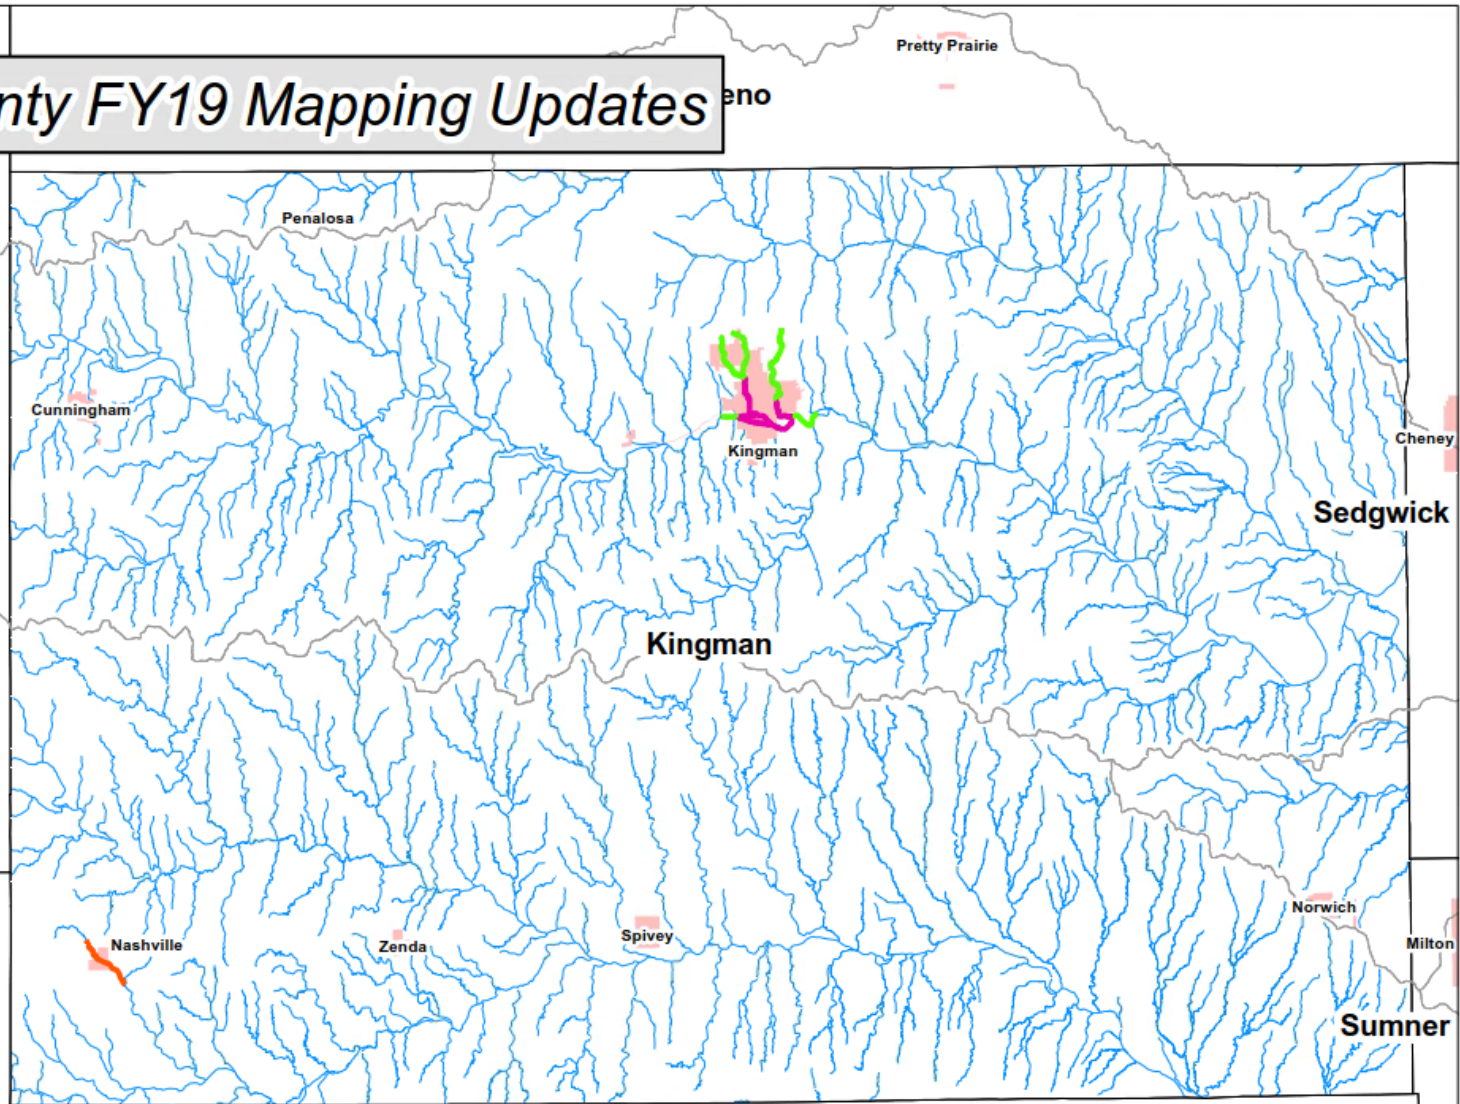 Pretty Prairie
nty FY19 Mapping Updates
eno
Penalosa
Cunningham
Kingman
Cheney
Sedgwick
Kingman
Norwich
Nashville
Zenda
Spivey
Milton
Sumner